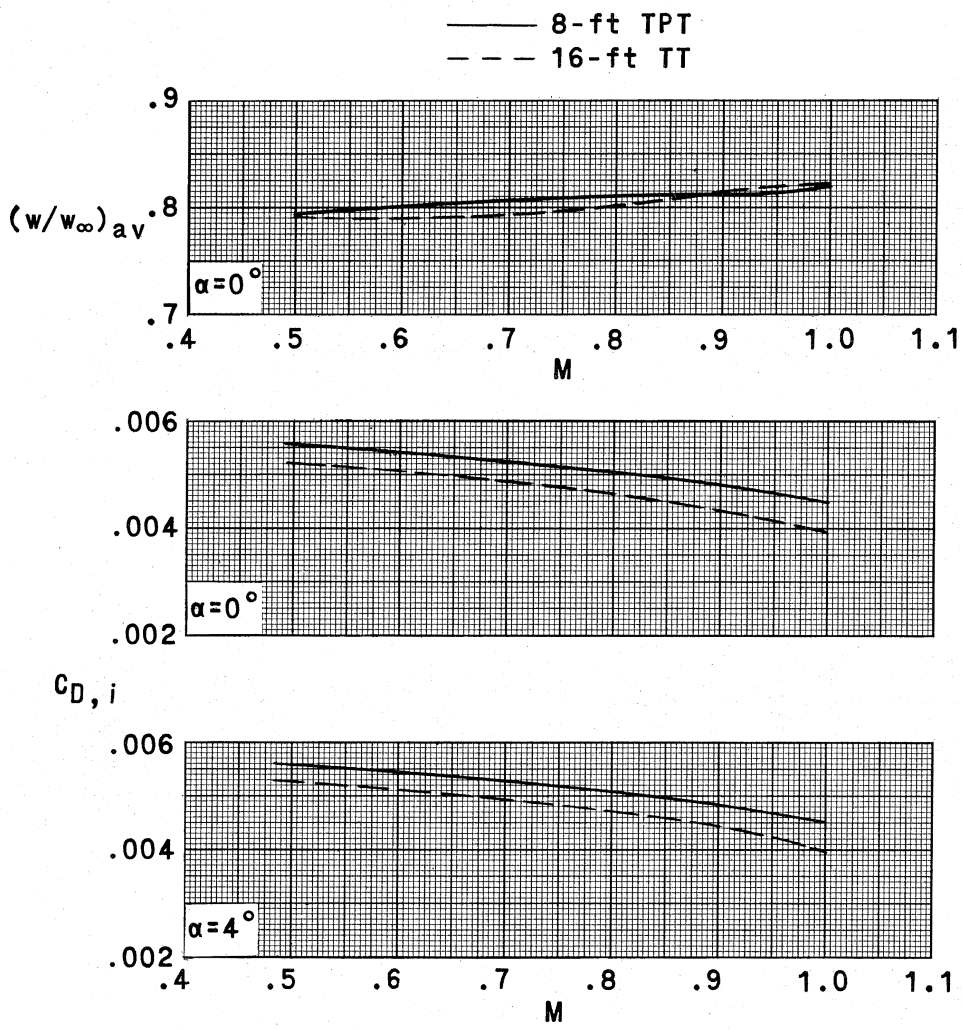 8-ft TPT
16-ft TT
.9
(w/w∞)av .8
α=0°
.7
.4 .5 .6 .7 .8 .9 1.0 1.1
M
.006
.004
α=0°
.002
CD, i
.006
.004
α=4°
.002
.4 .5 .6 .7 .8 .9 1.0 1.1
M